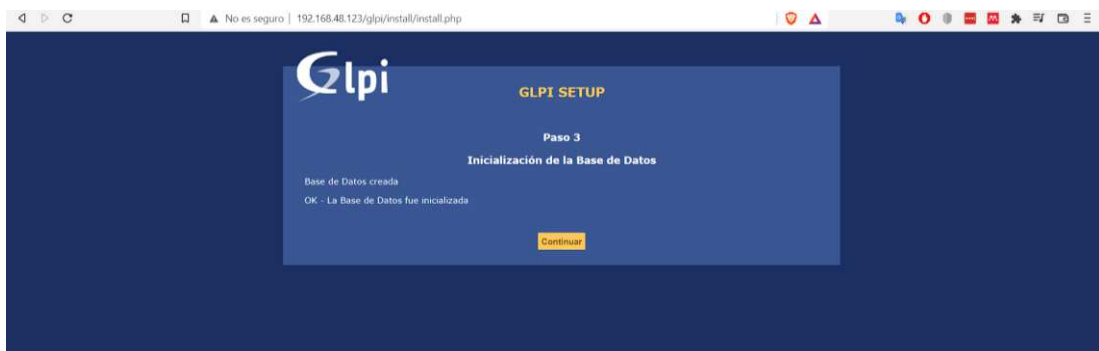 No es seguro | 192.168.48.123/glpi/install/install.php
Glpi
GLPI SETUP
Paso 3
Inicialización de la Base de Datos
Base de Datos creada
OK - La Base de Datos fue inicializada
Continuar